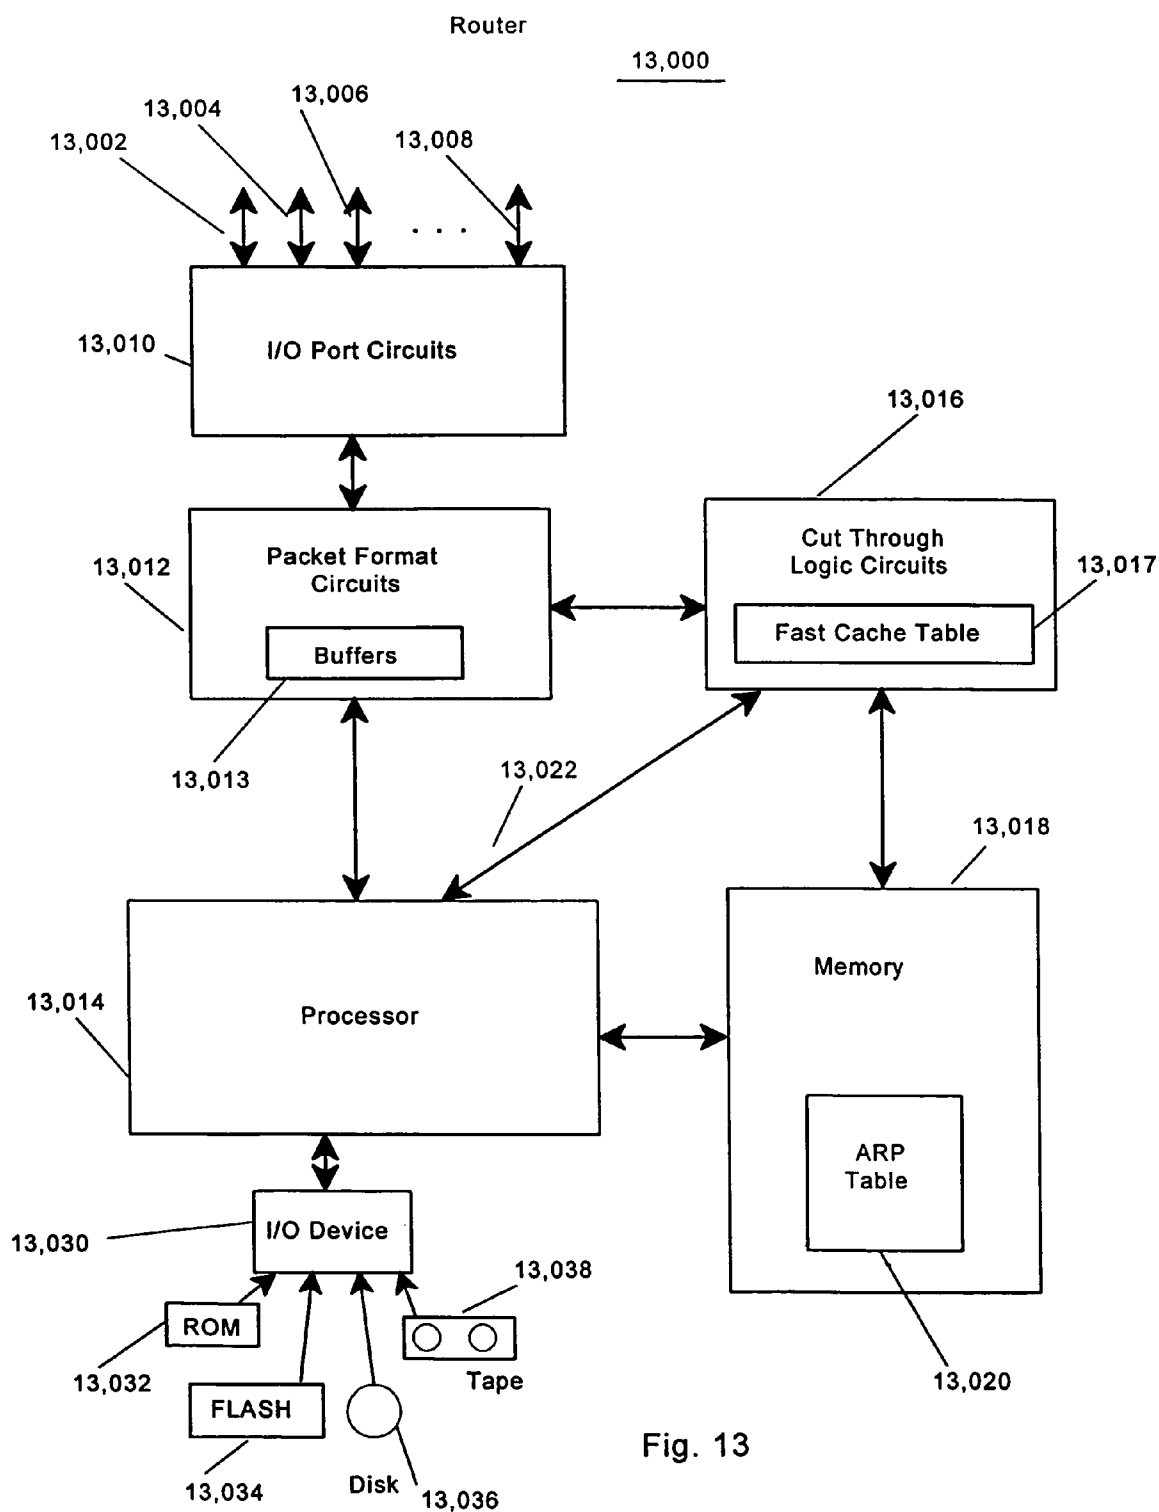 Router
13,000
13,006
13,004
13,002
13,008
. . .
I/O Port Circuits
13,010
13,016
Cut Through
Logic Circuits
Packet Format
Circuits
13,012
13,017
Fast Cache Table
Buffers
13,013
13,022
13,018
Memory
13,014
Processor
ARP
Table
I/O Device
13,030
13,038
ROM
13,032
Tape
13,020
FLASH
Fig. 13
Disk
13,034
13,036